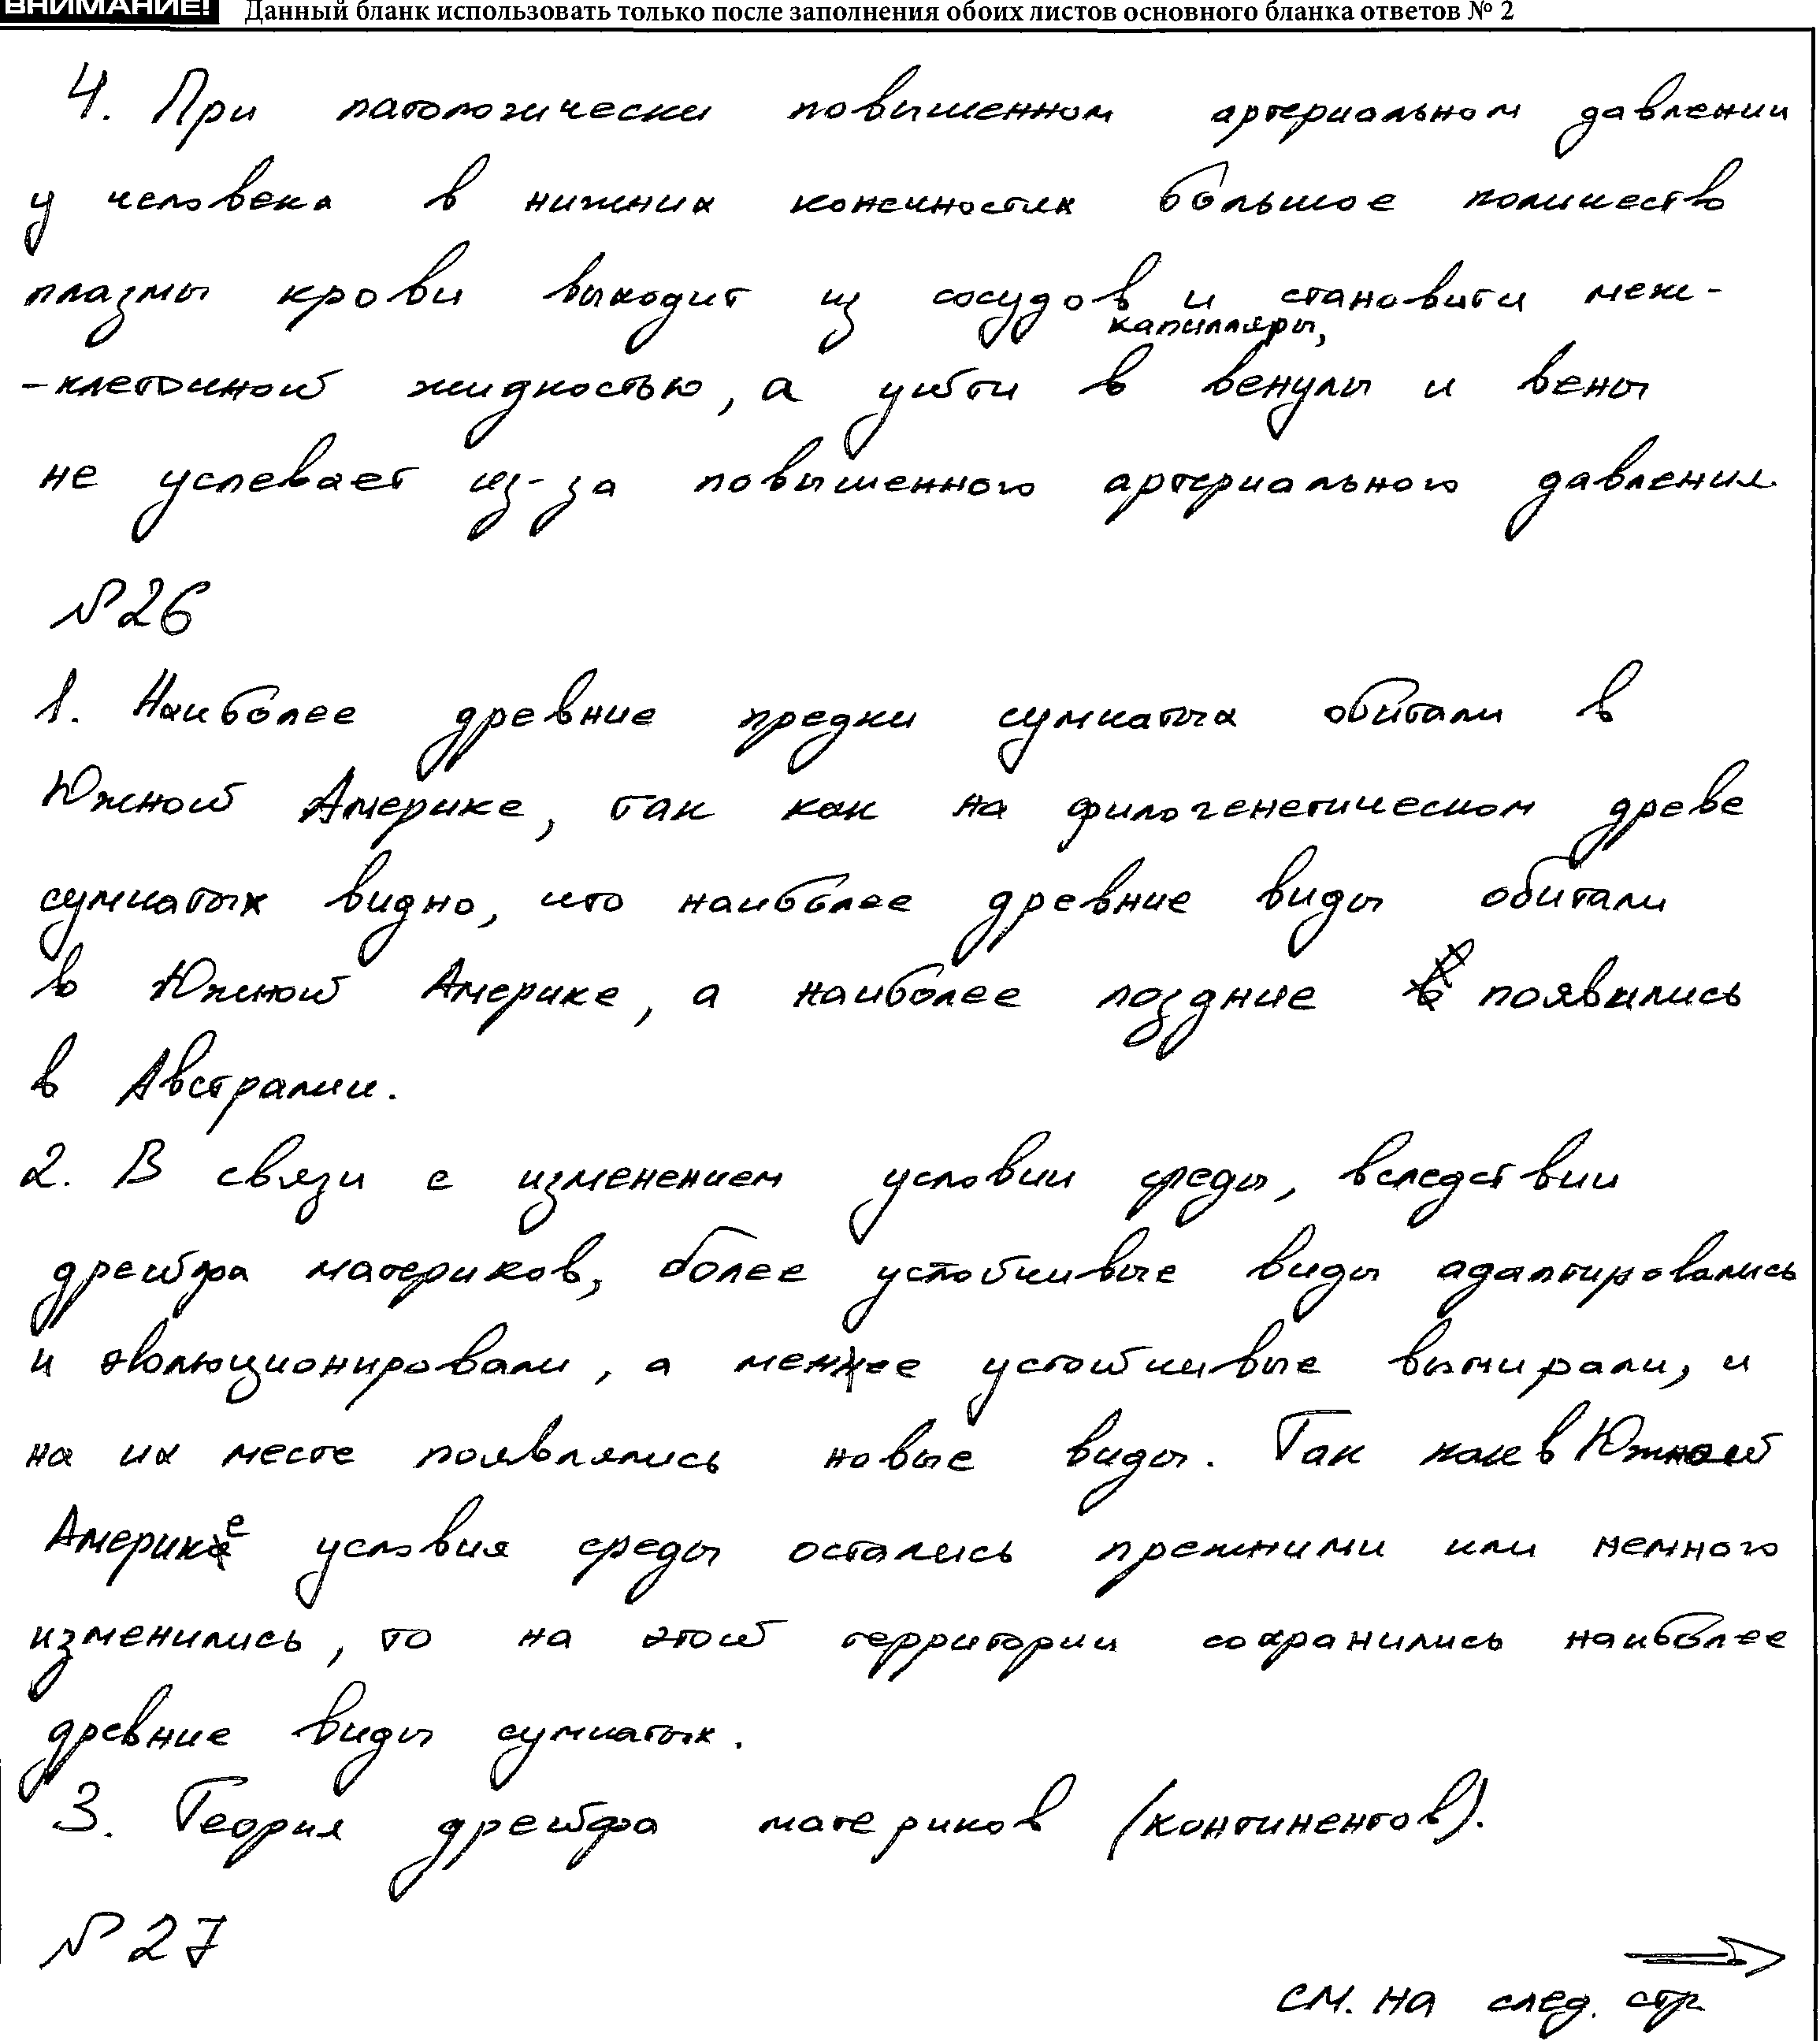 ВНИМАНИЕ! Данный бланк использовать только после заполнения обоих листов основного бланка ответов № 2
4. При патологически повышенном артериальном давлении
у человека в нижних конечностях большое количество
плазмы крови выходит из сосудов и становится меж-
капилляры,
-клеточной жидкостью, а уйти в венулы и вены
не успевает из-за повышенного артериального давления.
№26
1. Наиболее древние предки сумчатых обитали в
Южной Америке, так как на филогенетическом древе
сумчатых видно, что наиболее древние виды обитали
в Южной Америке, а наиболее поздние появились
в Австралии.
2. В связи с изменением условий среды, вследствии
дрейфа материков, более устойчивые виды адаптировались
и эволюционировали, а менее устойчивые вымирали, и
на их месте появлялись новые виды. Так как в Южной
Америке условия среды остались прежними или немного
изменились, то на этой территории сохранились наиболее
древние виды сумчатых.
3. Теория дрейфа материков (континентов).
№27
см. на след. стр